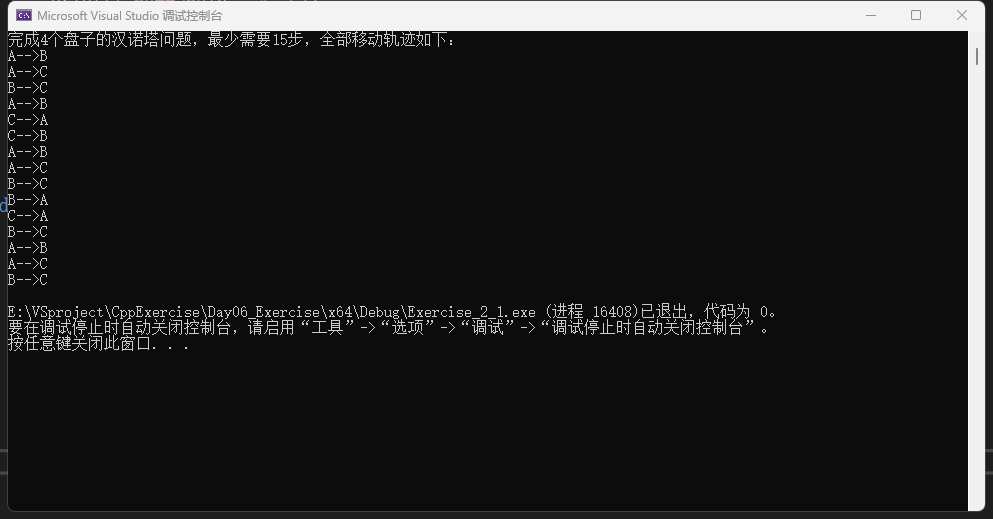 Microsoft Visual Studio 调试控制台
完成4个盘子的汉诺塔问题，最少需要15步，全部移动轨迹如下：
A-->B
A-->C
B-->C
A-->B
C-->A
C-->B
A-->B
A-->C
B-->C
B-->A
C-->A
B-->C
A-->B
A-->C
B-->C
E:\VSproject\CppExercise\Day06_Exercise\x64\Debug\Exercise_2_1.exe (进程 16408)已退出，代码为 0。
要在调试停止时自动关闭控制台，请启用“工具”->“选项”->“调试”->“调试停止时自动关闭控制台”。
按任意键关闭此窗口. . .